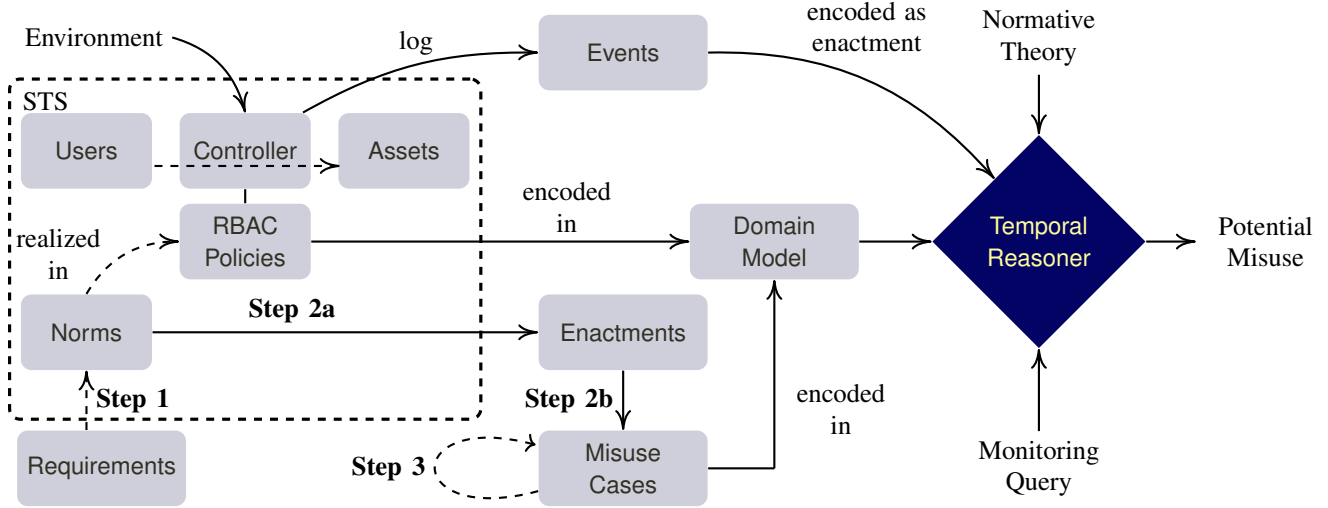 Environment
log
Events
encoded as
enactment
Normative
Theory
STS
Users
Controller
Assets
realized
in
RBAC
Policies
encoded
in
Domain
Model
Temporal
Reasoner
Potential
Misuse
Norms
Step 2a
Enactments
Step 1
Step 2b
encoded
in
Requirements
Step 3
Misuse
Cases
Monitoring
Query